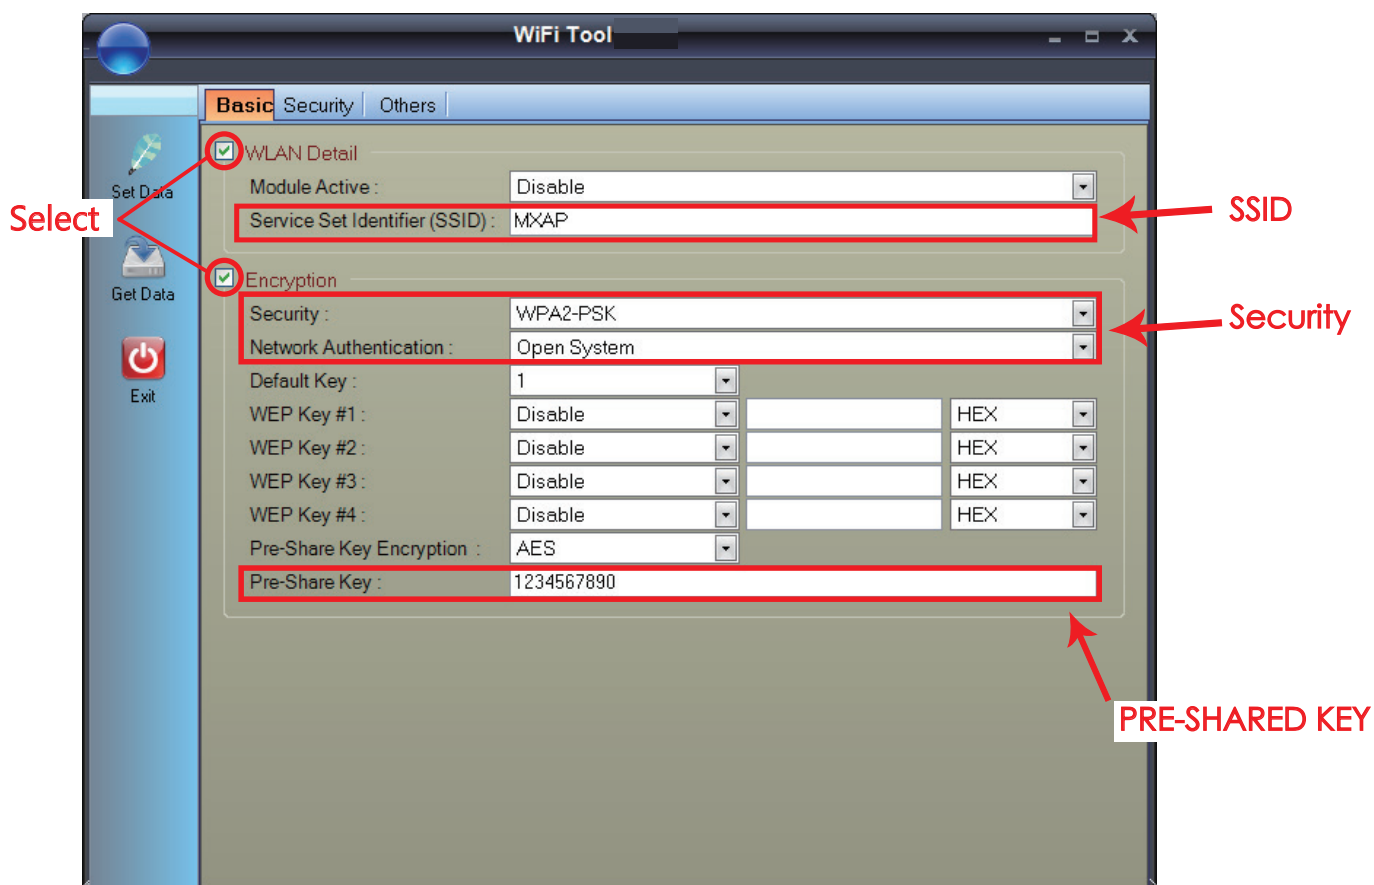 WiFi Tool
Basic Security Others
WLAN Detail
Set Data
Module Active : Disable
Select
Service Set Identifier (SSID) : MXAP
SSID
Encryption
Get Data
Security : WPA2-PSK
Security
Network Authentication : Open System
Default Key : 1
Exit
WEP Key #1 : Disable HEX
WEP Key #2 : Disable HEX
WEP Key #3 : Disable HEX
WEP Key #4 : Disable HEX
Pre-Share Key Encryption : AES
Pre-Share Key : 1234567890
PRE-SHARED KEY